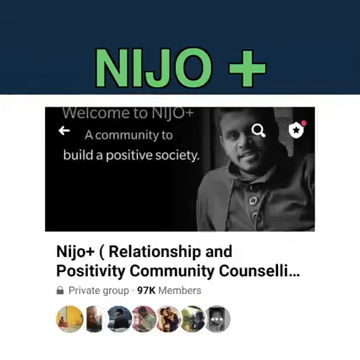 NIJO +
Welcome to NIJO+
A community to
build a positive society.
Nijo+ ( Relationship and
Positivity Community Counselli...
Private group · 97K Members